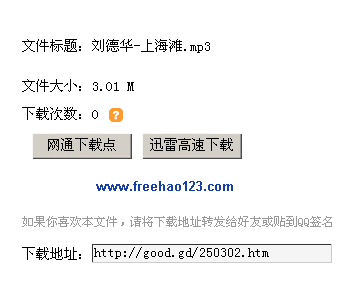 文件标题：刘德华-上海滩.mp3
文件大小：3.01 M
下载次数：0 ?
网通下载点 迅雷高速下载
www.freehao123.com
如果你喜欢本文件，请将下载地址转发给好友或贴到QQ签名
下载地址：http://good.gd/250302.htm